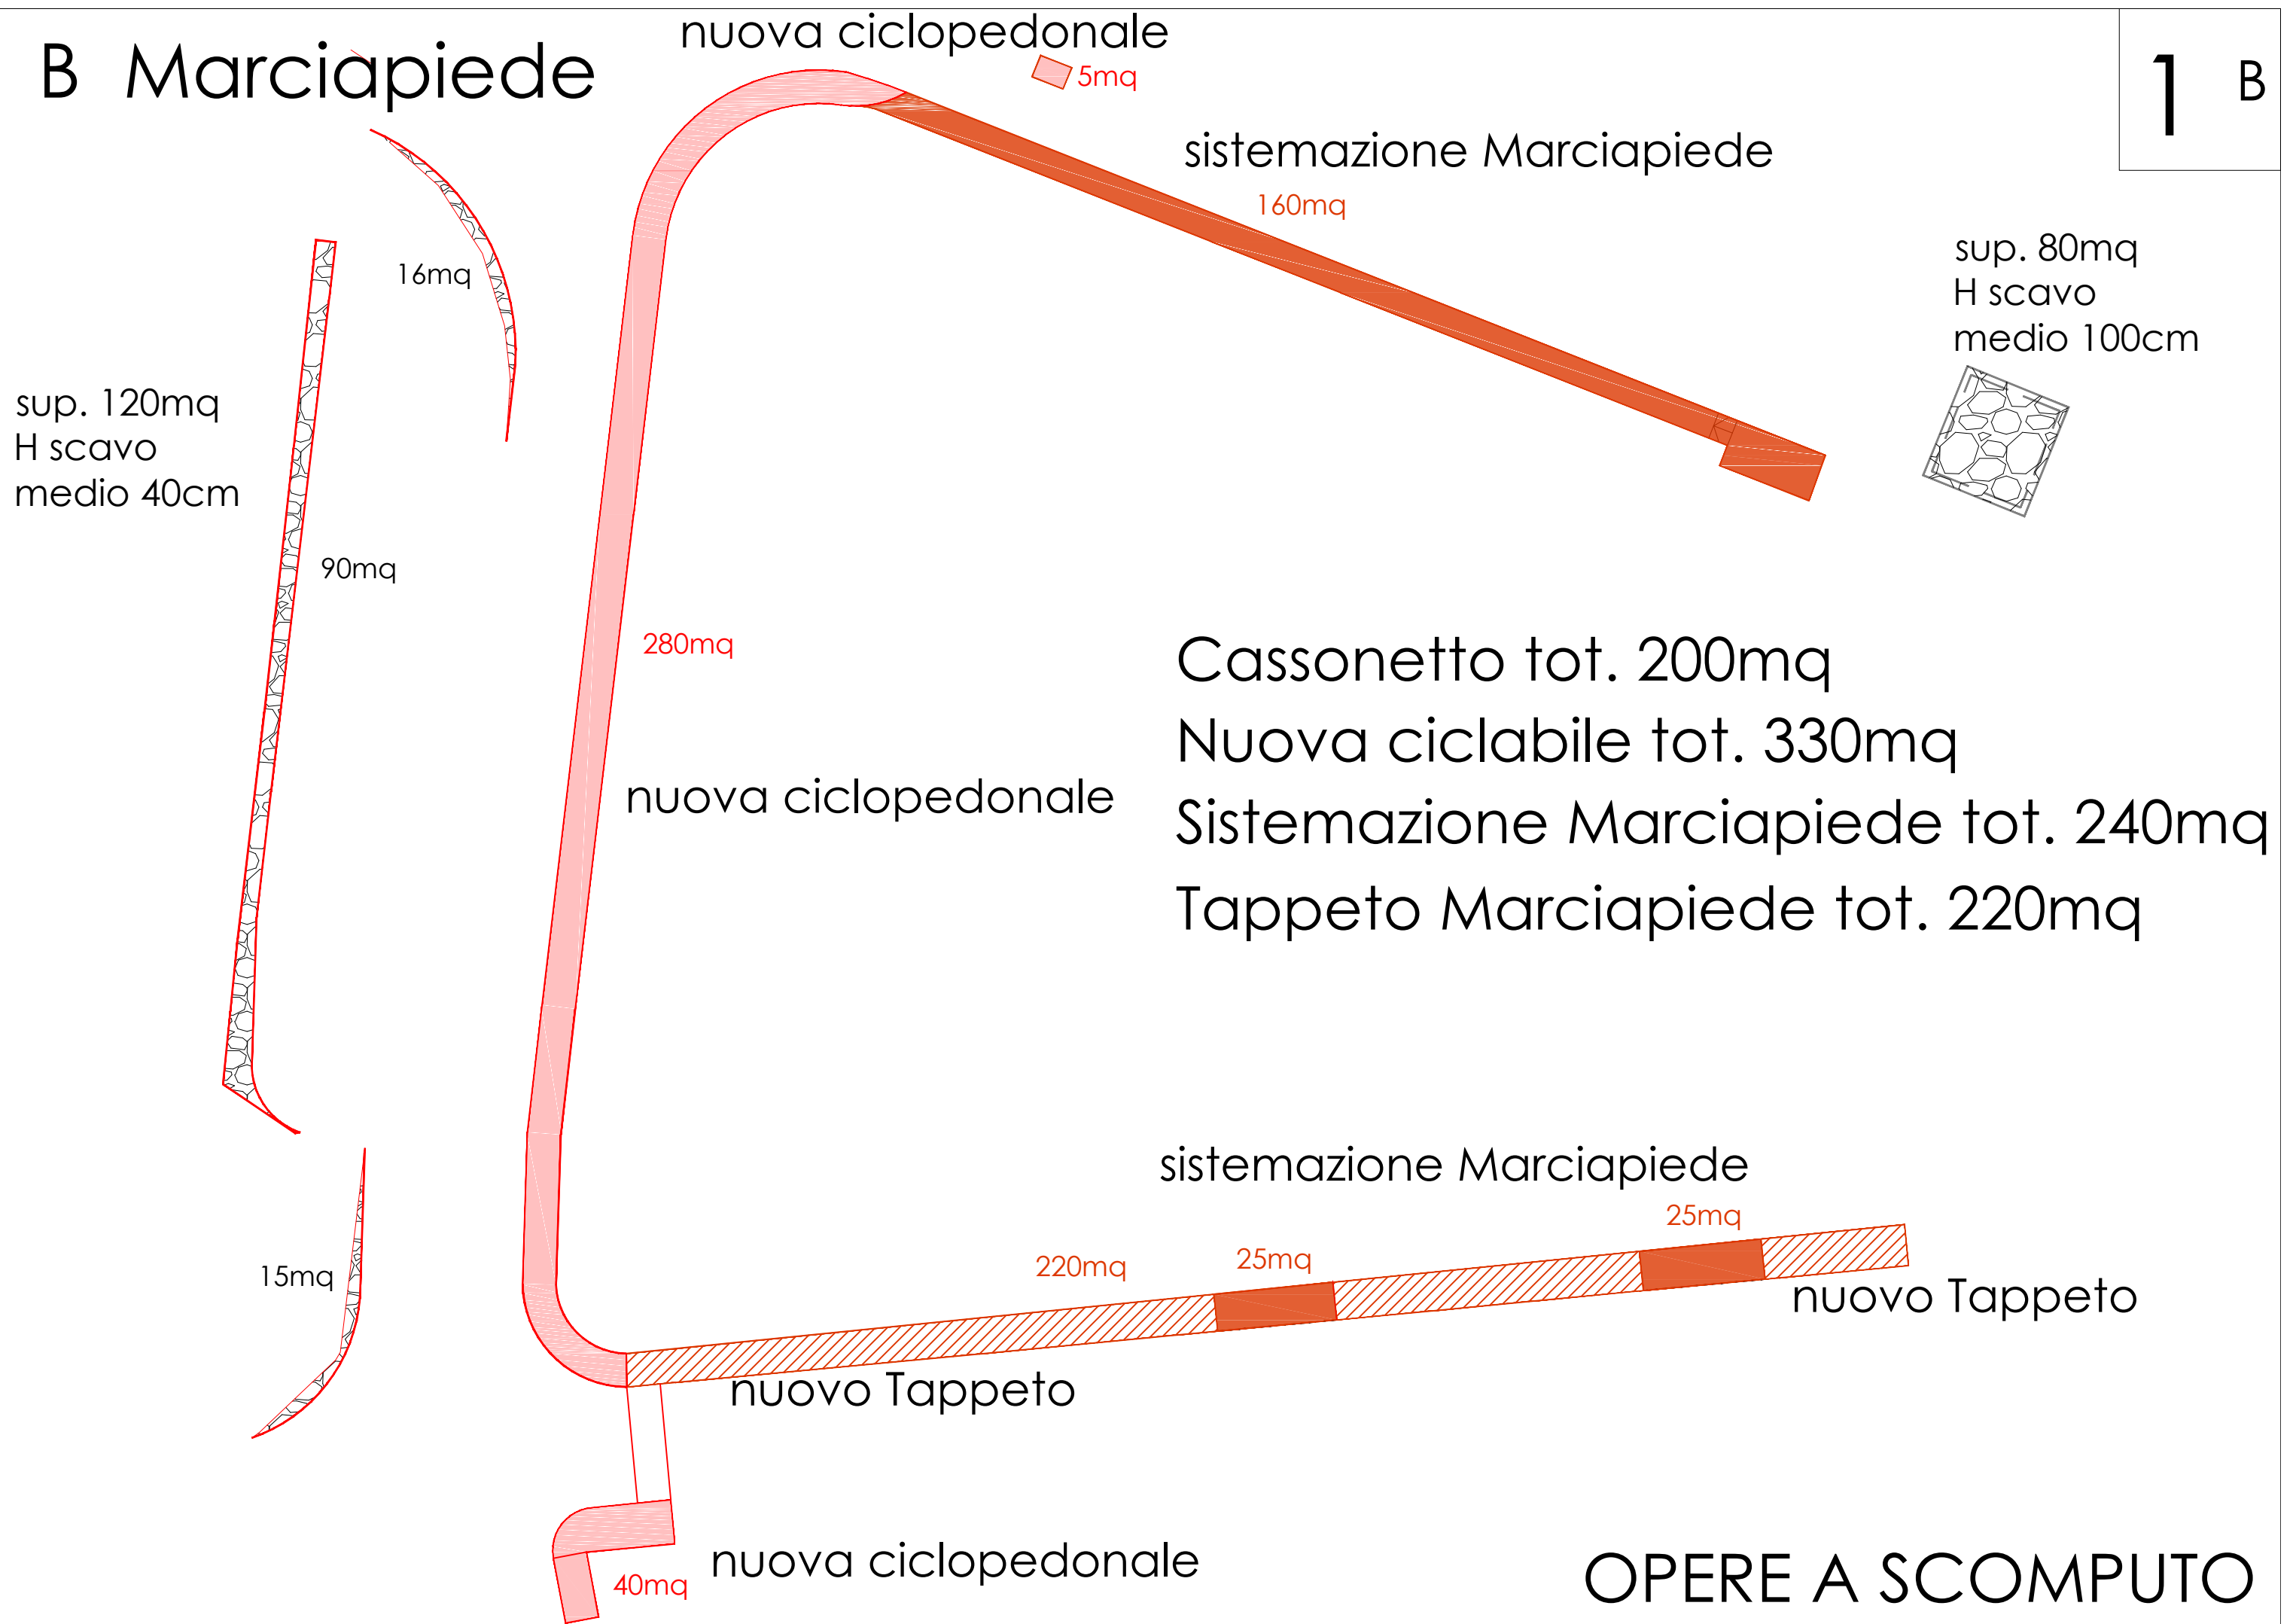 B Marciapiede
nuova ciclopedonale
5mq
1 B
sistemazione Marciapiede
160mq
16mq
sup. 80mq
H scavo
medio 100cm
sup. 120mq
H scavo
medio 40cm
90mq
280mq
nuova ciclopedonale
Cassonetto tot. 200mq
Nuova ciclabile tot. 330mq
Sistemazione Marciapiede tot. 240mq
Tappeto Marciapiede tot. 220mq
sistemazione Marciapiede
25mq
25mq
220mq
15mq
nuovo Tappeto
nuovo Tappeto
nuova ciclopedonale
40mq
OPERE A SCOMPUTO